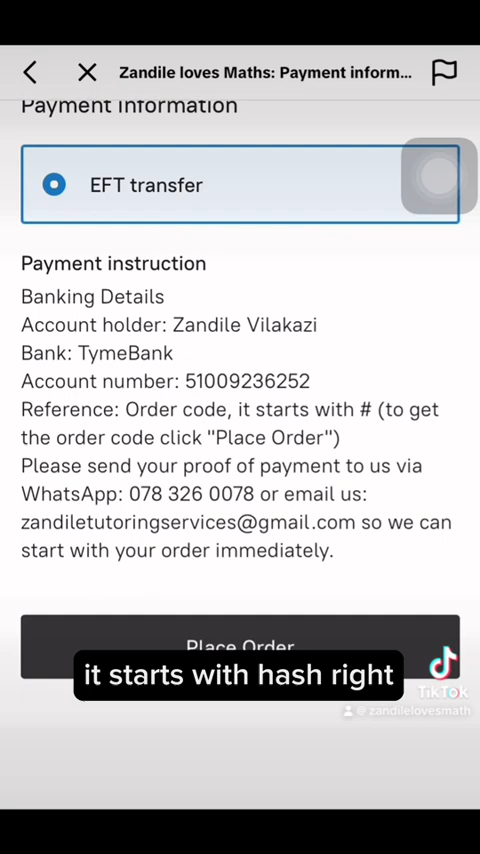 Zandile loves Maths: Payment inform...
Payment information
EFT transfer
Payment instruction
Banking Details
Account holder: Zandile Vilakazi
Bank: TymeBank
Account number: 51009236252
Reference: Order code, it starts with # (to get
the order code click "Place Order")
Please send your proof of payment to us via
WhatsApp: 078 326 0078 or email us:
zandiletutoringservices@gmail.com so we can
start with your order immediately.
Place Order
it starts with hash right
TikTok
@zandilelovesmath